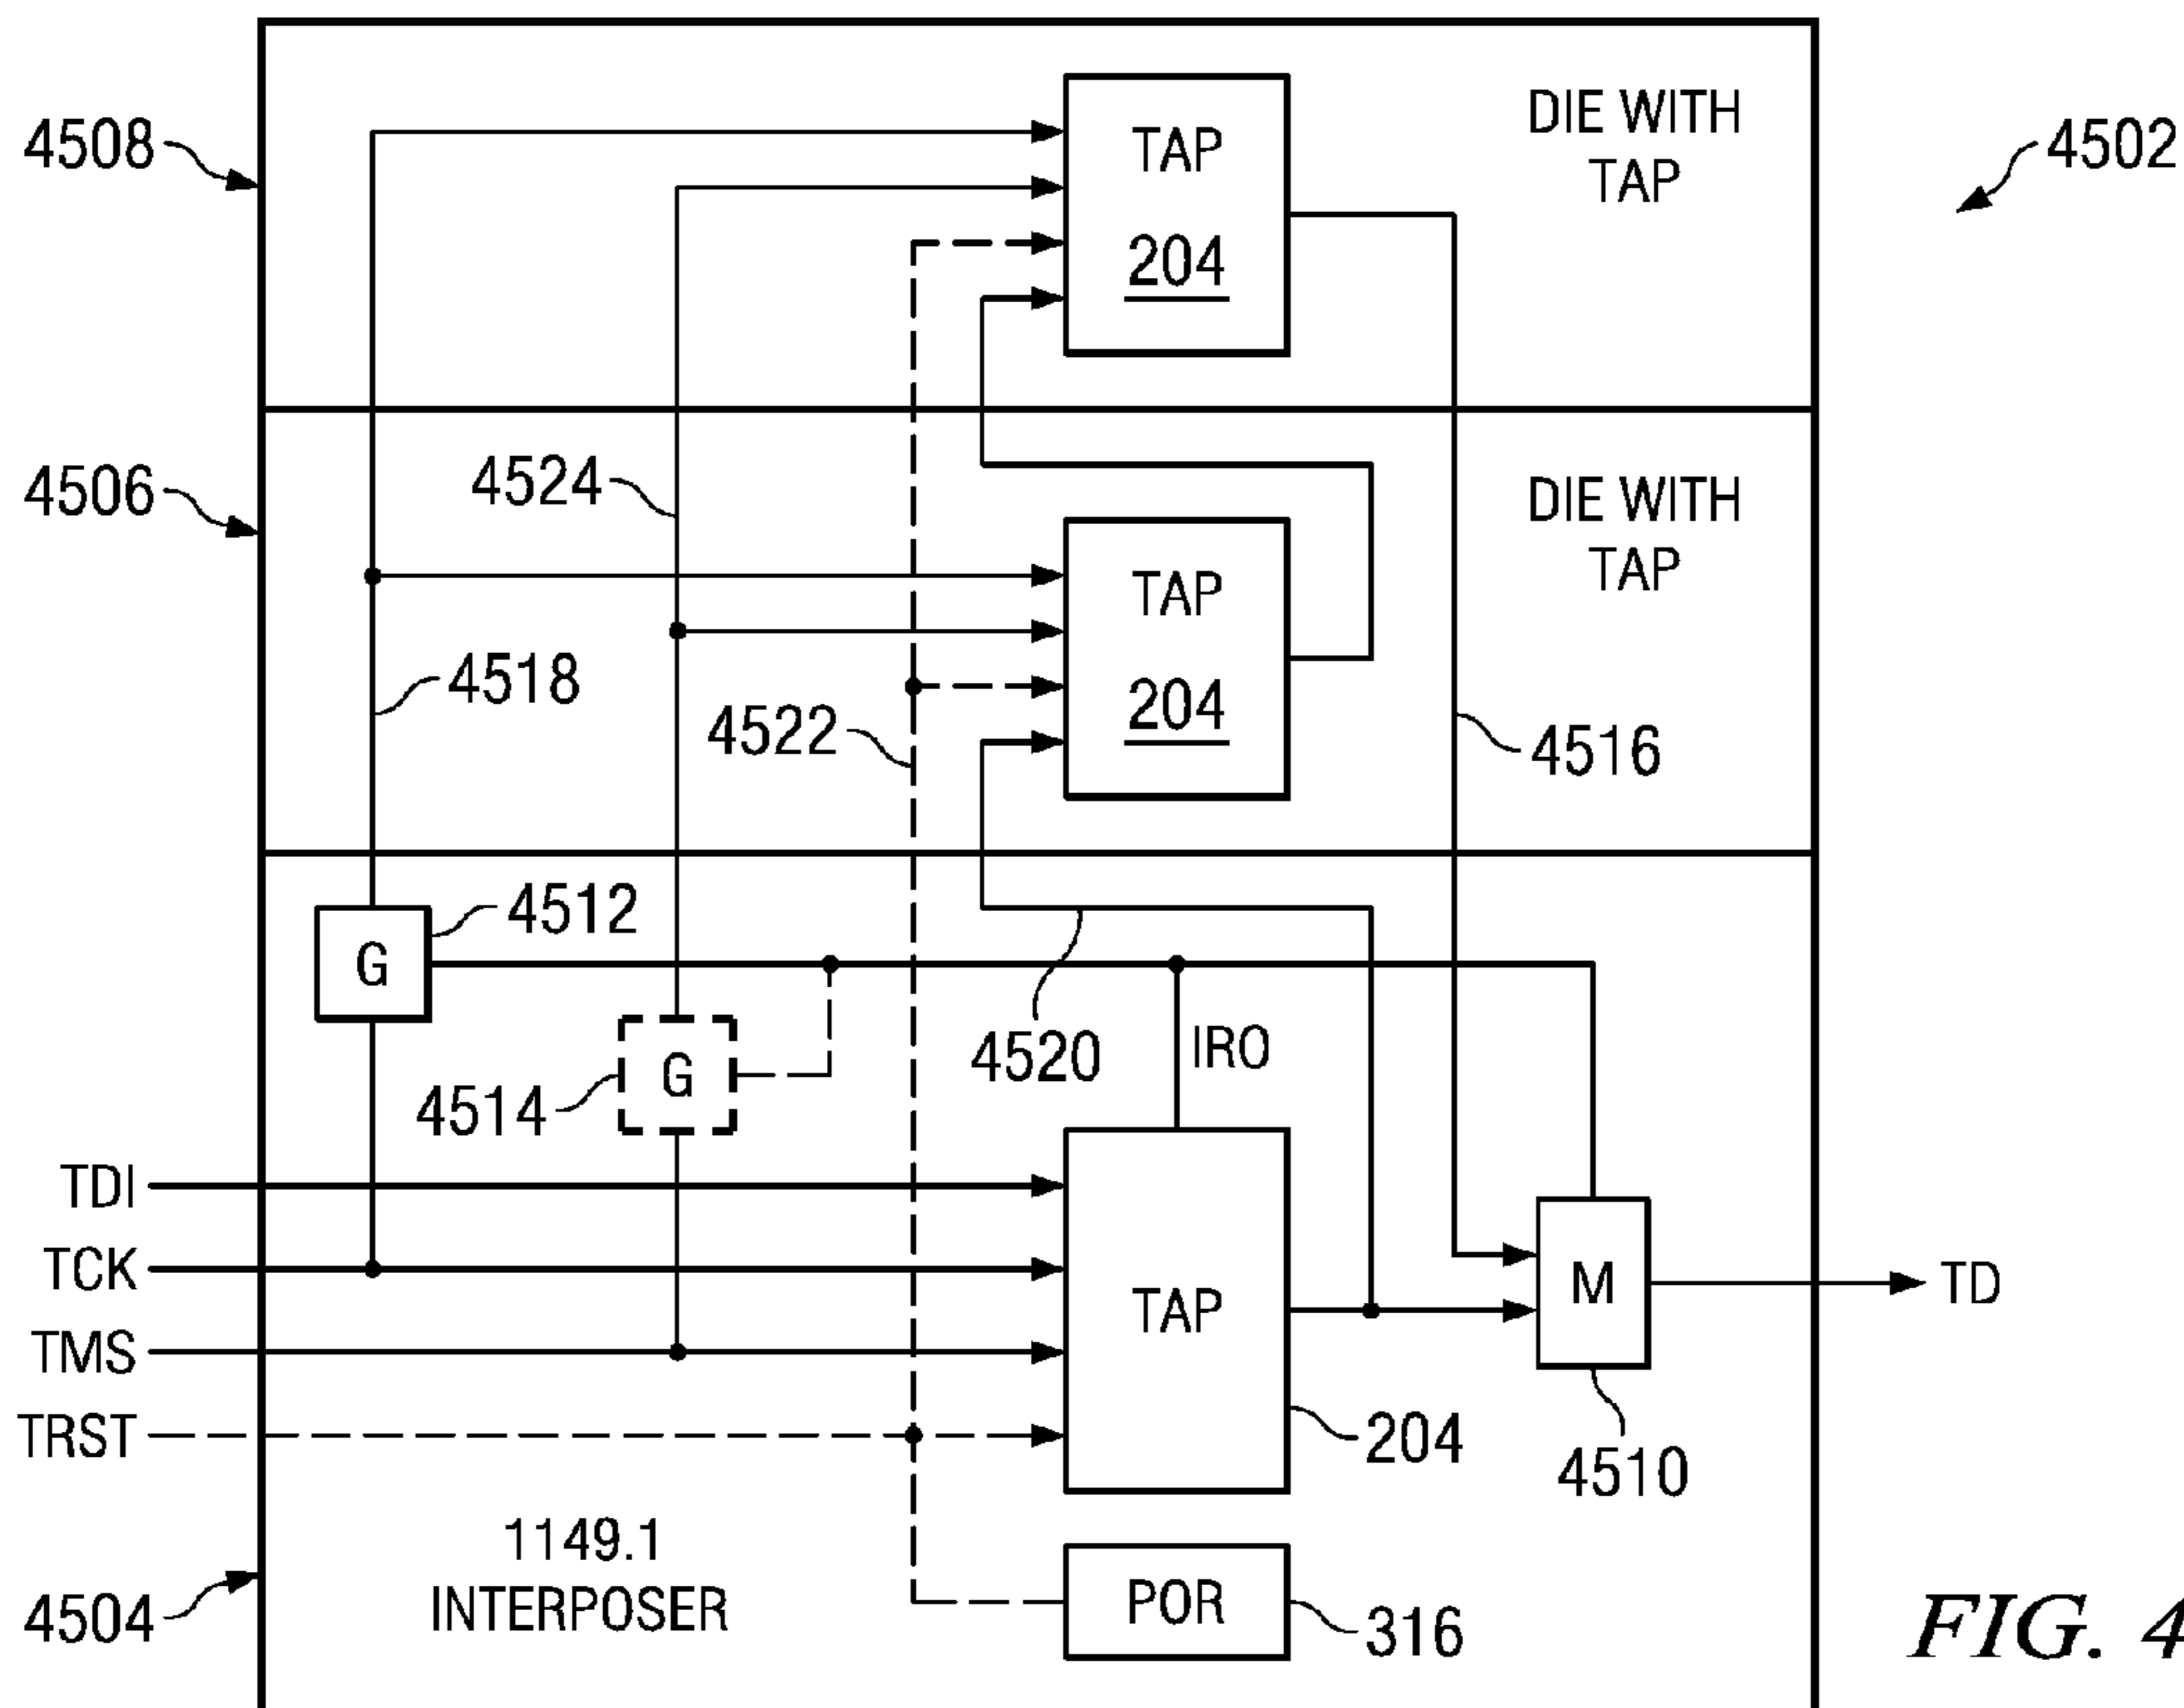 4508
TAP
204
DIE WITH
TAP
4502
4506
4524
TAP
204
DIE WITH
TAP
4518
4522
4516
4512
G
4520
IRO
4514
G
TDI
TCK
TMS
TRST
TAP
M
TD
204
4510
1149.1
INTERPOSER
4504
POR
316
FIG. 4